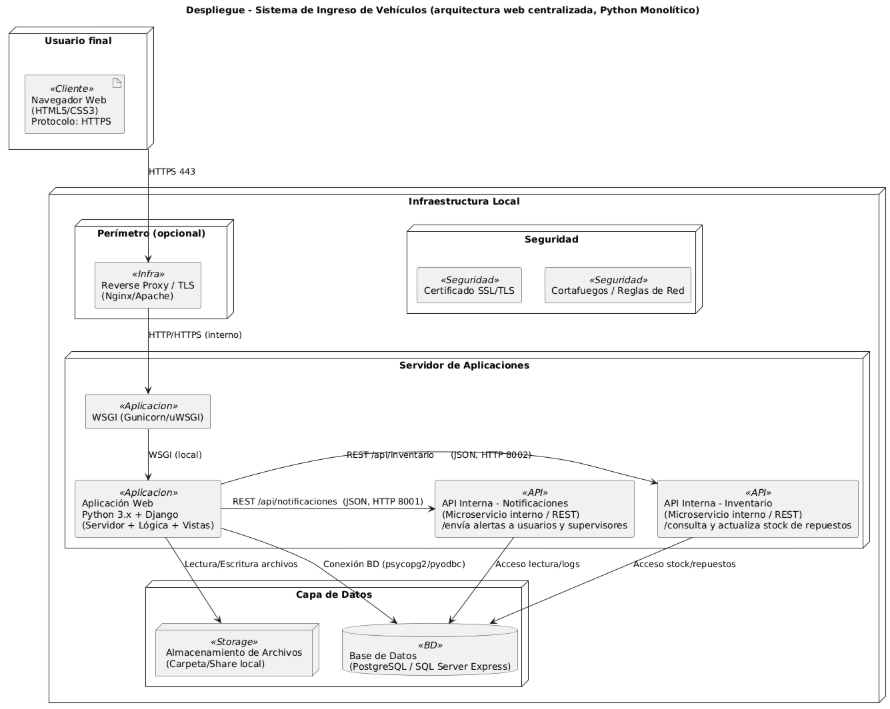 Despliegue - Sistema de Ingreso de Vehículos (arquitectura web centralizada, Python Monolítico)
Usuario final
«Cliente»
Navegador Web
(HTML5/CSS3)
Protocolo: HTTPS
HTTPS 443
Infraestructura Local
Perímetro (opcional)
«Infra»
Reverse Proxy / TLS
(Nginx/Apache)
Seguridad
«Seguridad»
Certificado SSL/TLS
«Seguridad»
Cortafuegos / Reglas de Red
HTTP/HTTPS (interno)
Servidor de Aplicaciones
«Aplicacion»
WSGI (Gunicorn/uWSGI)
WSGI (local)
REST /api/inventario (JSON, HTTP 8002)
«Aplicacion»
Aplicación Web
Python 3.x + Django
(Servidor + Lógica + Vistas)
REST /api/notificaciones (JSON, HTTP 8001)
«API»
API Interna - Notificaciones
(Microservicio interno / REST)
/envía alertas a usuarios y supervisores
«API»
API Interna - Inventario
(Microservicio interno / REST)
/consulta y actualiza stock de repuestos
Lectura/Escritura archivos
Conexión BD (psycopg2/pyodbc)
Acceso lectura/logs
Acceso stock/repuestos
Capa de Datos
«Storage»
Almacenamiento de Archivos
(Carpeta/Share local)
«BD»
Base de Datos
(PostgreSQL / SQL Server Express)